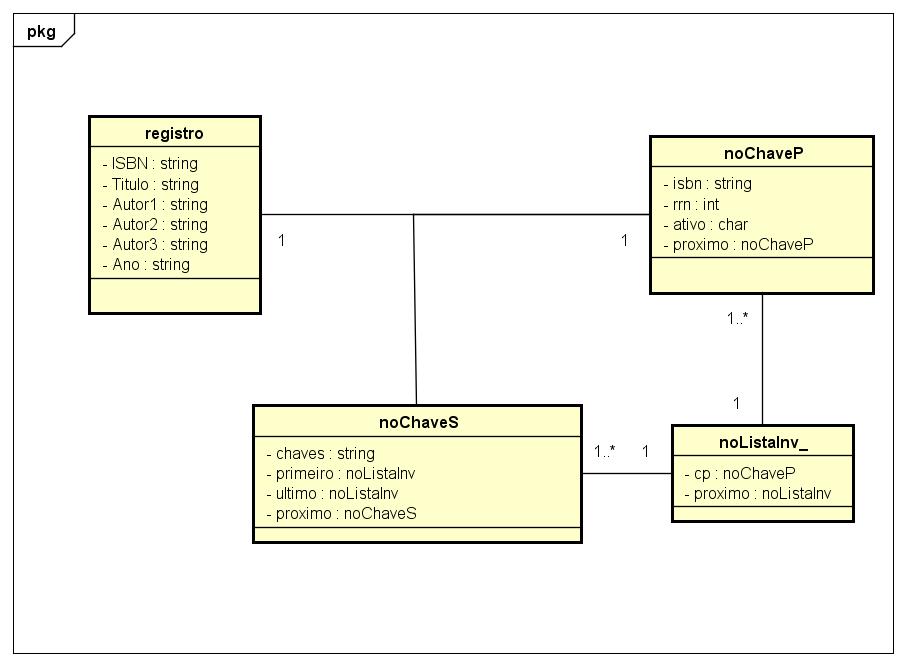 pkg
registro
- ISBN : string
- Titulo : string
- Autor1 : string
- Autor2 : string
- Autor3 : string
- Ano : string
1
1
noChaveP
- isbn : string
- rrn : int
- ativo : char
- proximo : noChaveP
1..*
1
noChaveS
- chaves : string
- primeiro : noListaInv
- ultimo : noListaInv
- proximo : noChaveS
1..*
1
noListaInv_
- cp : noChaveP
- proximo : noListaInv